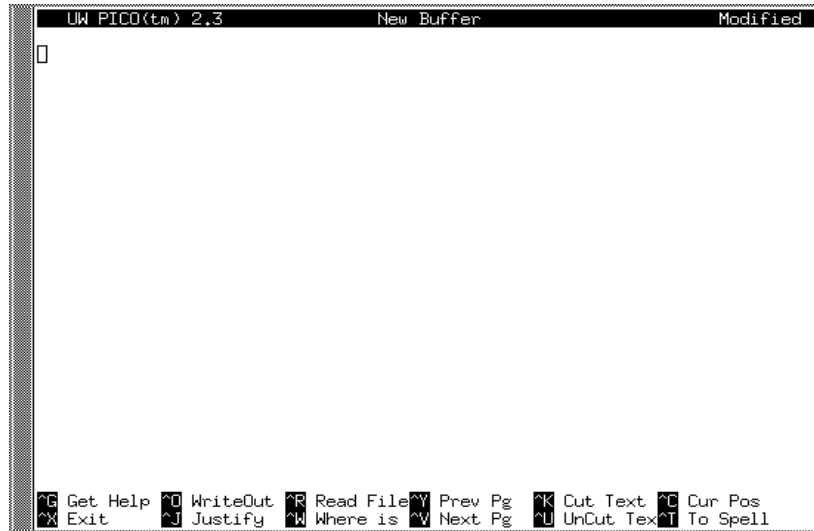 UW PICO(tm) 2.3 New Buffer Modified
^G Get Help ^O WriteOut ^R Read File ^Y Prev Pg ^K Cut Text ^C Cur Pos
^X Exit ^J Justify ^W Where is ^V Next Pg ^U UnCut Tex ^T To Spell